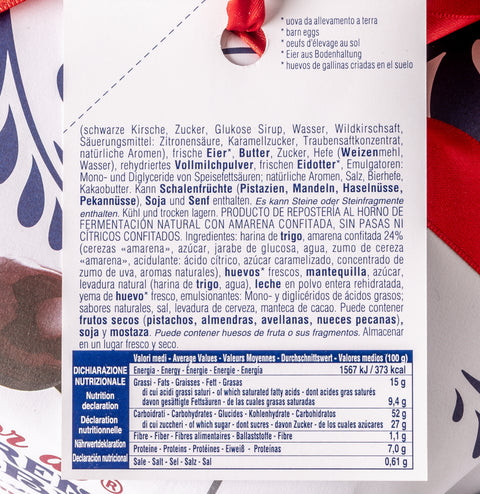 * uova da allevamento a terra
* barn eggs
* oeufs d'élevage au sol
* Eier aus Bodenhaltung
* huevos de gallinas criadas en el suelo
(schwarze Kirsche, Zucker, Glukose Sirup, Wasser, Wildkirschsaft,
Säuerungsmittel: Zitronensäure, Karamellzucker, Traubensaftkonzentrat,
natürliche Aromen), frische Eier*, Butter, Zucker, Hefe (Weizenmehl,
Wasser), rehydriertes Vollmilchpulver, frischen Eidotter*, Emulgatoren:
Mono- und Diglyceride von Speisefettsäuren; natürliche Aromen, Salz, Bierhefe,
Kakaobutter. Kann Schalenfrüchte (Pistazien, Mandeln, Haselnüsse,
Pekannüsse), Soja und Senf enthalten. Es kann Steine oder Steinfragmente
enthalten. Kühl und trocken lagern. PRODUCTO DE REPOSTERÍA AL HORNO DE
FERMENTACIÓN NATURAL CON AMARENA CONFITADA, SIN PASAS NI
CÍTRICOS CONFITADOS. Ingredientes: harina de trigo, amarena confitada 24%
(cerezas «amarena», azúcar, jarabe de glucosa, agua, zumo de cereza
«amarena», acidulante: ácido cítrico, azúcar caramelizado, concentrado de
zumo de uva, aromas naturales), huevos* frescos, mantequilla, azúcar,
levadura natural (harina de trigo, agua), leche en polvo entera rehidratada,
yema de huevo* fresco, emulsionantes: Mono- y diglicéridos de ácidos grasos;
sabores naturales, sal, levadura de cerveza, manteca de cacao. Puede contener
frutos secos (pistachos, almendras, avellanas, nueces pecanas),
soja y mostaza. Puede contener huesos de fruta o sus fragmentos. Almacenar
en un lugar fresco y seco.
Valori medi - Average Values - Valeurs Moyennes - Durchschnittswert - Valores medios (100 g)
DICHIARAZIONE
NUTRIZIONALE
Nutrition
declaration
Déclaration
nutritionnelle
Nährwertdeklaration
Declaración nutricional
Energia - Energy - Énergie - Energie - Energía 1567 kJ / 373 kcal
Grassi - Fats - Graisses - Fett - Grasas 15 g
di cui acidi grassi saturi - of which saturated fatty acids - dont acides gras saturés
davon gesättigte Fettsäuren - de las cuales grasas saturadas 9,4 g
Carboidrati - Carbohydrates - Glucides - Kohlenhydrate - Carbohidratos 52 g
di cui zuccheri - of which sugar - dont sucres - davon Zucker - de los cuales azúcares 27 g
Fibre - Fiber - Fibres alimentaires - Ballaststoffe - Fibre 1,1 g
Proteine - Proteins - Protéines - Eiweiß - Proteínas 7,0 g
Sale - Salt - Sel - Salz - Sal 0,61 g